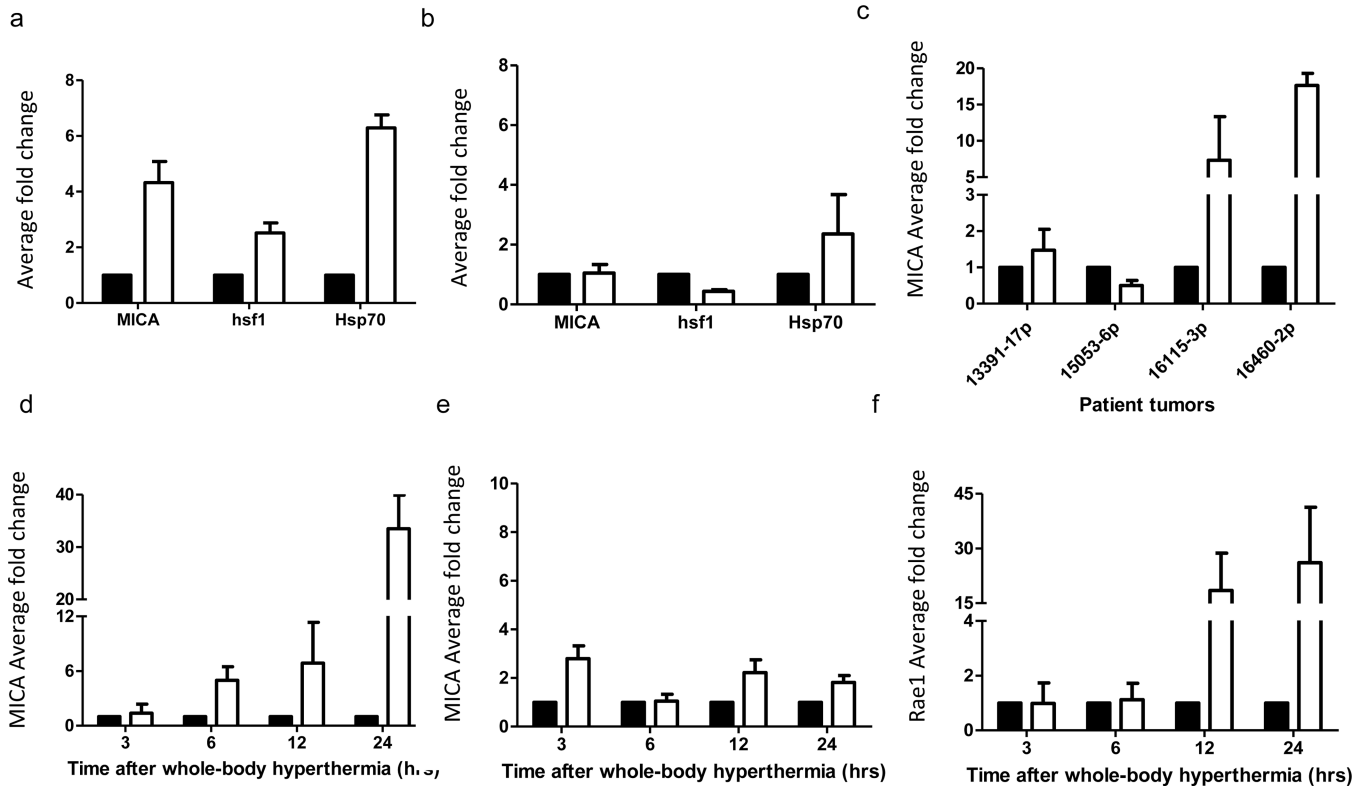 a
Average fold change
8
6
4
2
0
MICA hsf1 Hsp70
b
Average fold change
8
6
4
2
0
MICA hsf1 Hsp70
c
MICA Average fold change
20
15
10
5
3
2
1
0
13391-17p 15053-6p 16115-3p 16460-2p
Patient tumors
d
MICA Average fold change
40
30
20
12
6
0
3 6 12 24
Time after whole-body hyperthermia (hrs)
e
MICA Average fold change
10
8
6
4
2
0
3 6 12 24
Time after whole-body hyperthermia (hrs)
f
Rae1 Average fold change
45
30
15
4
2
0
3 6 12 24
Time after whole-body hyperthermia (hrs)